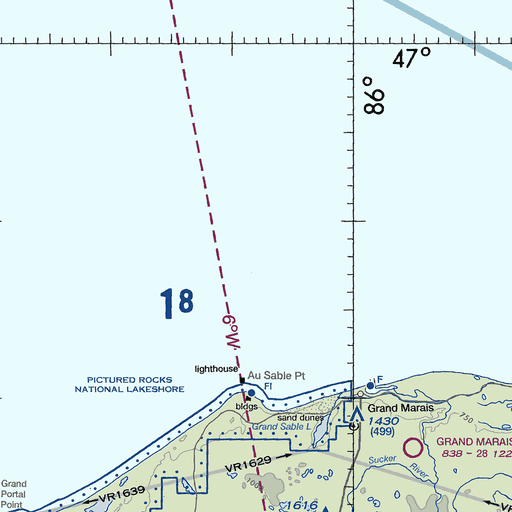 47°
86°
18
6°W.
lighthouse
Au Sable Pt
Fl
F
PICTURED ROCKS
NATIONAL LAKESHORE
bldgs
sand dunes
Grand Sable L
Grand Marais
1430
(499)
750
GRAND MARAIS
838 - 28 122
VR1629
Sucker
River
Grand
Portal
Point
VR1639
1616